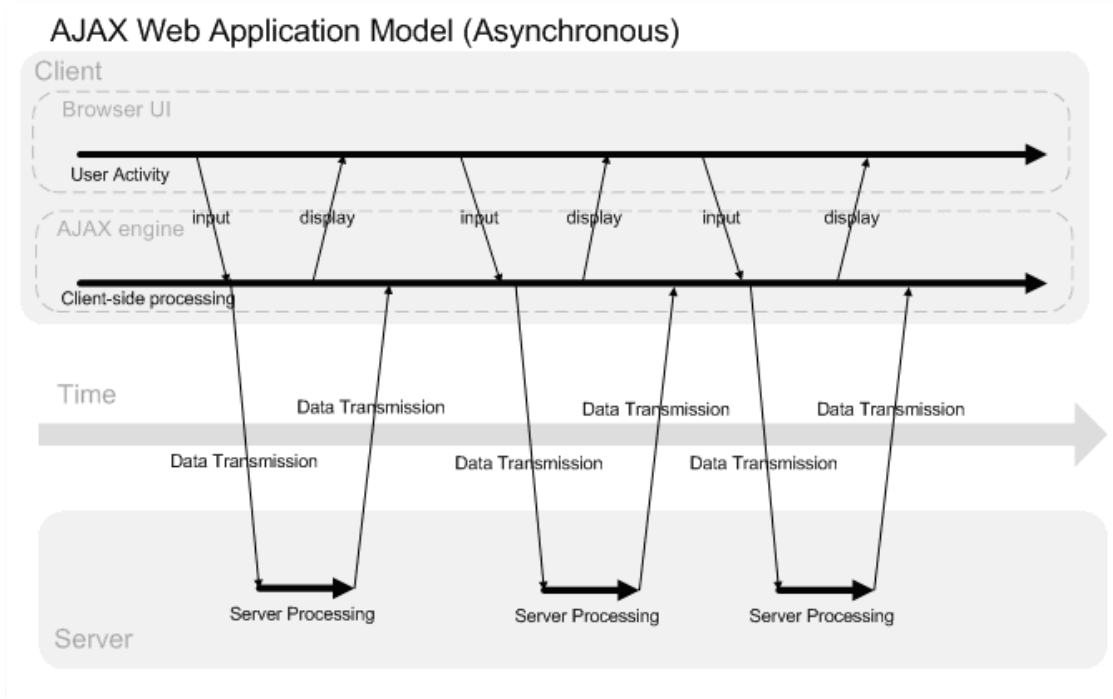 AJAX Web Application Model (Asynchronous)
Client
Browser UI
User Activity
input
display
input
display
input
display
AJAX engine
Client-side processing
Time
Data Transmission
Data Transmission
Data Transmission
Data Transmission
Data Transmission
Data Transmission
Server Processing
Server Processing
Server Processing
Server